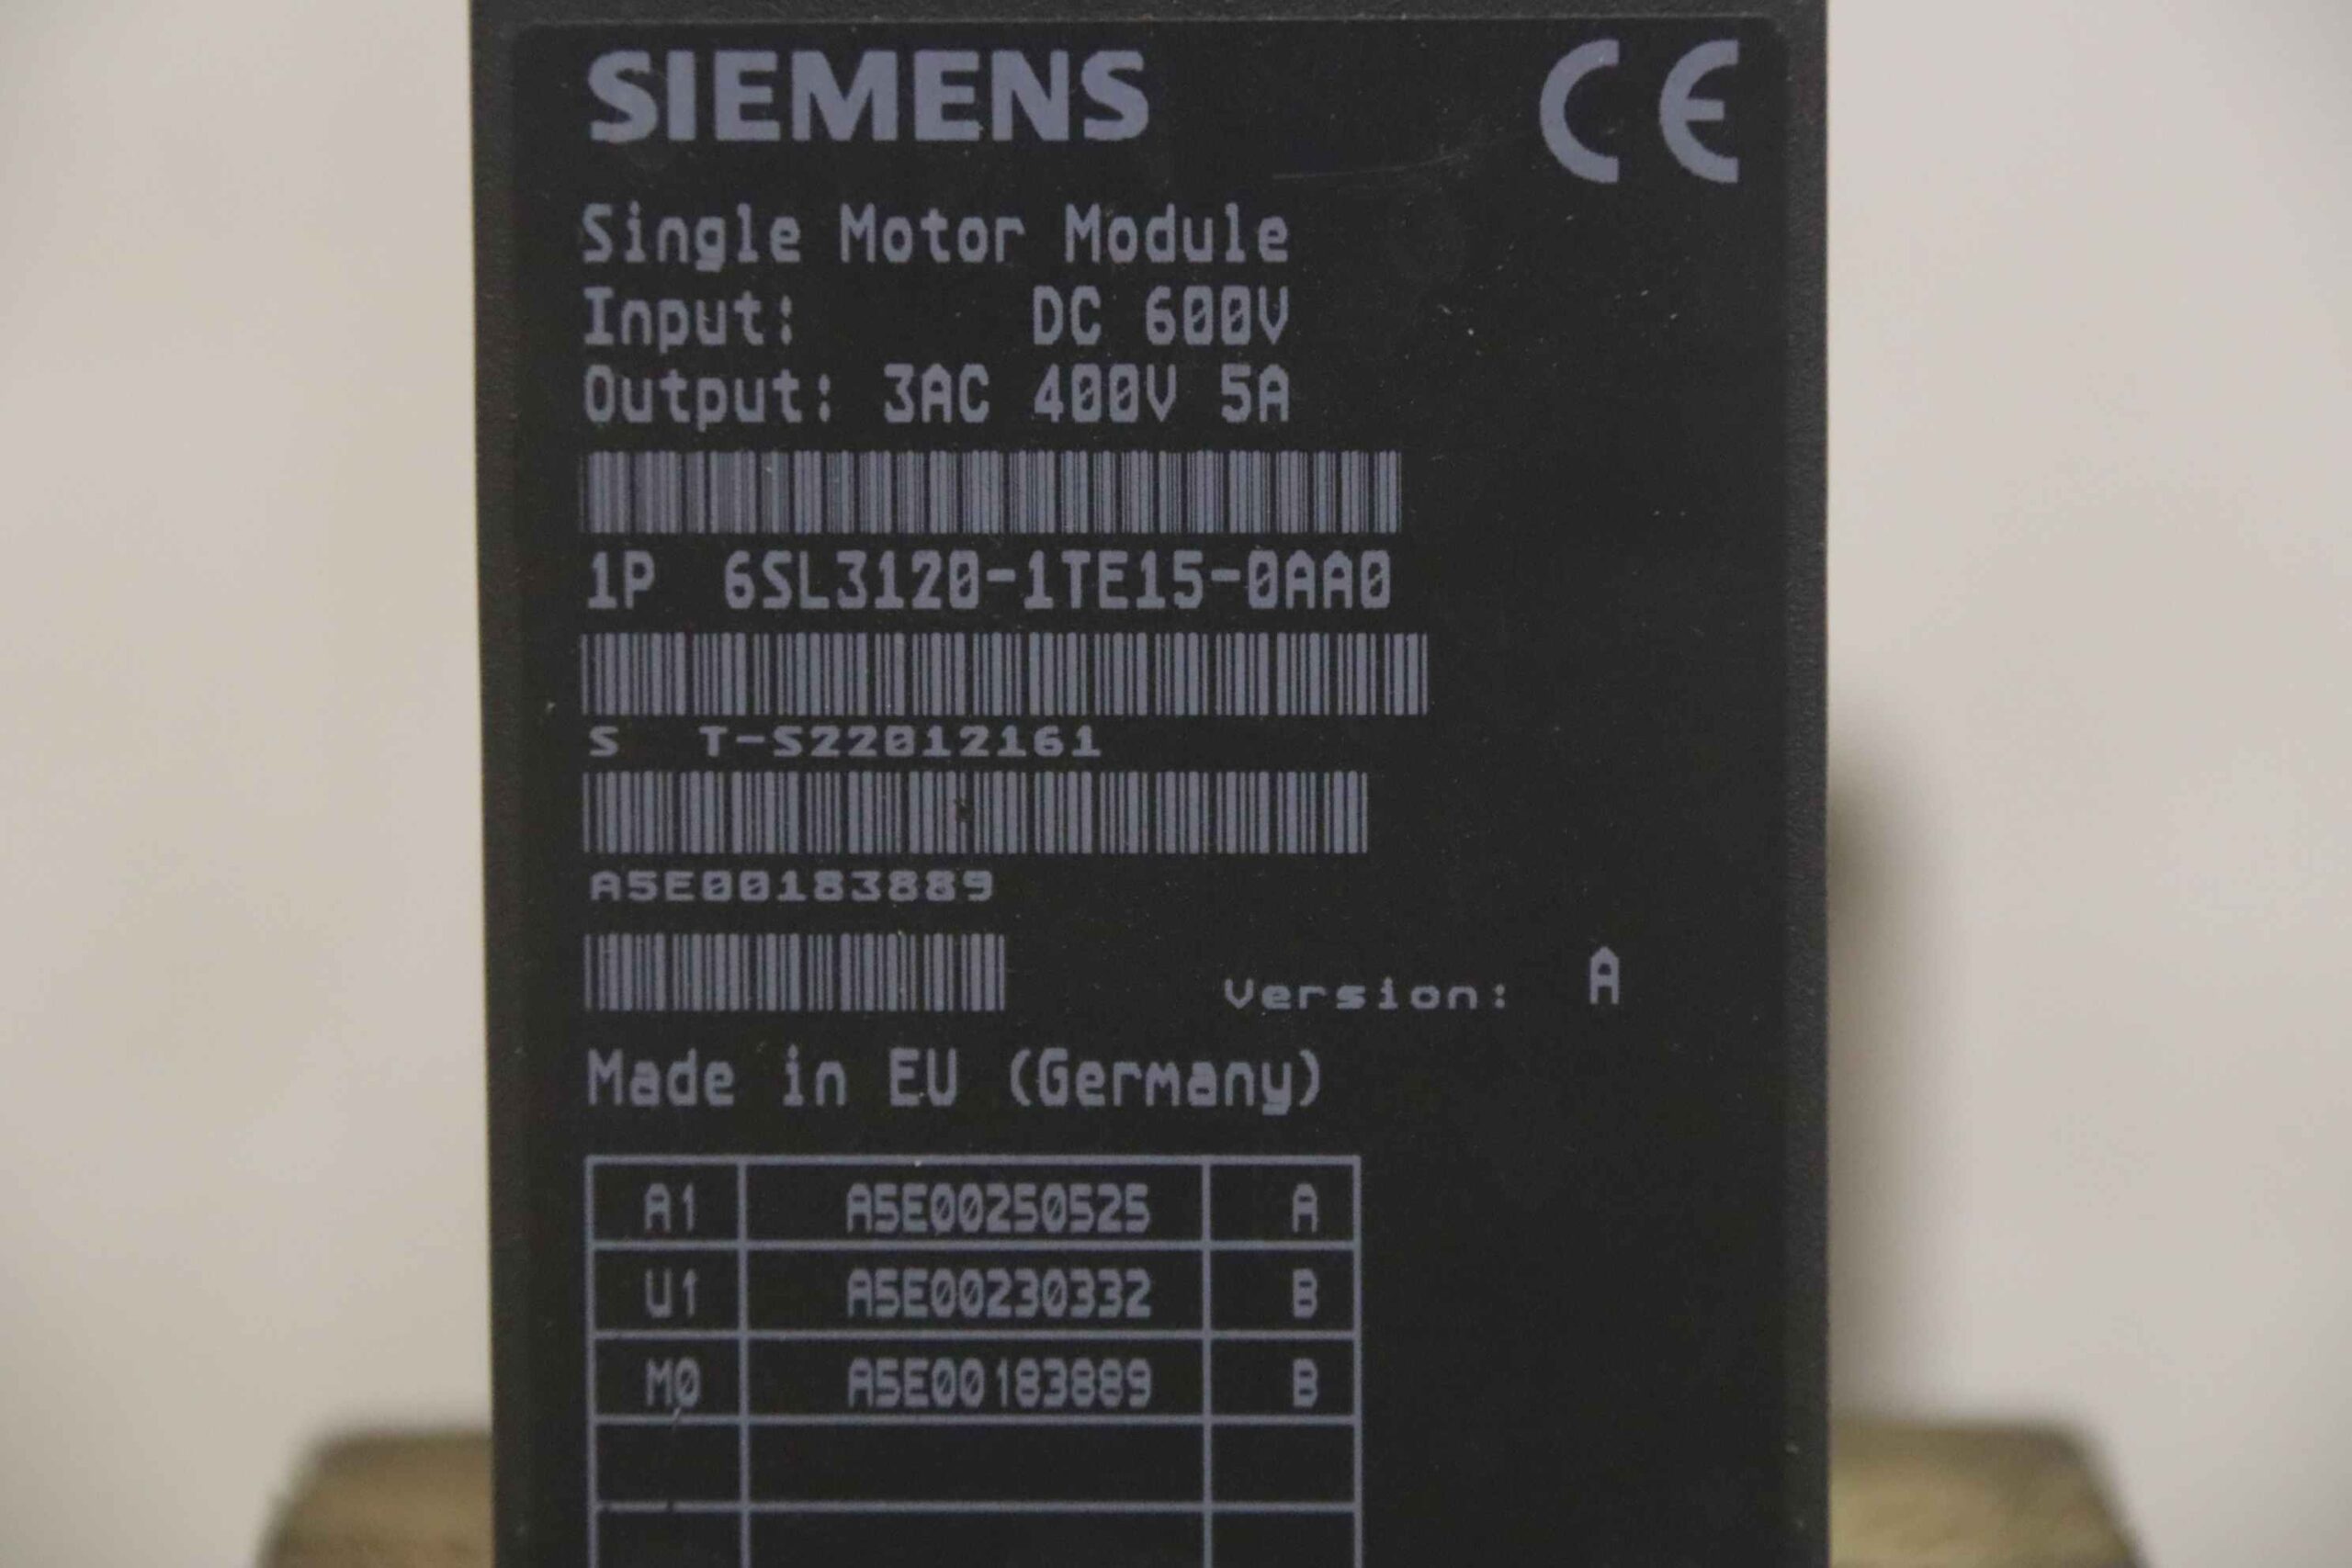 SIEMENS CE
Single Motor Module
Input: DC 600V
Output: 3AC 400V 5A
1P 6SL3120-1TE15-0AA0
S T-S22012161
A5E00183889
Version: A
Made in EU (Germany)
A1 A5E00250525 A
U1 A5E00230332 B
M0 A5E00183889 B